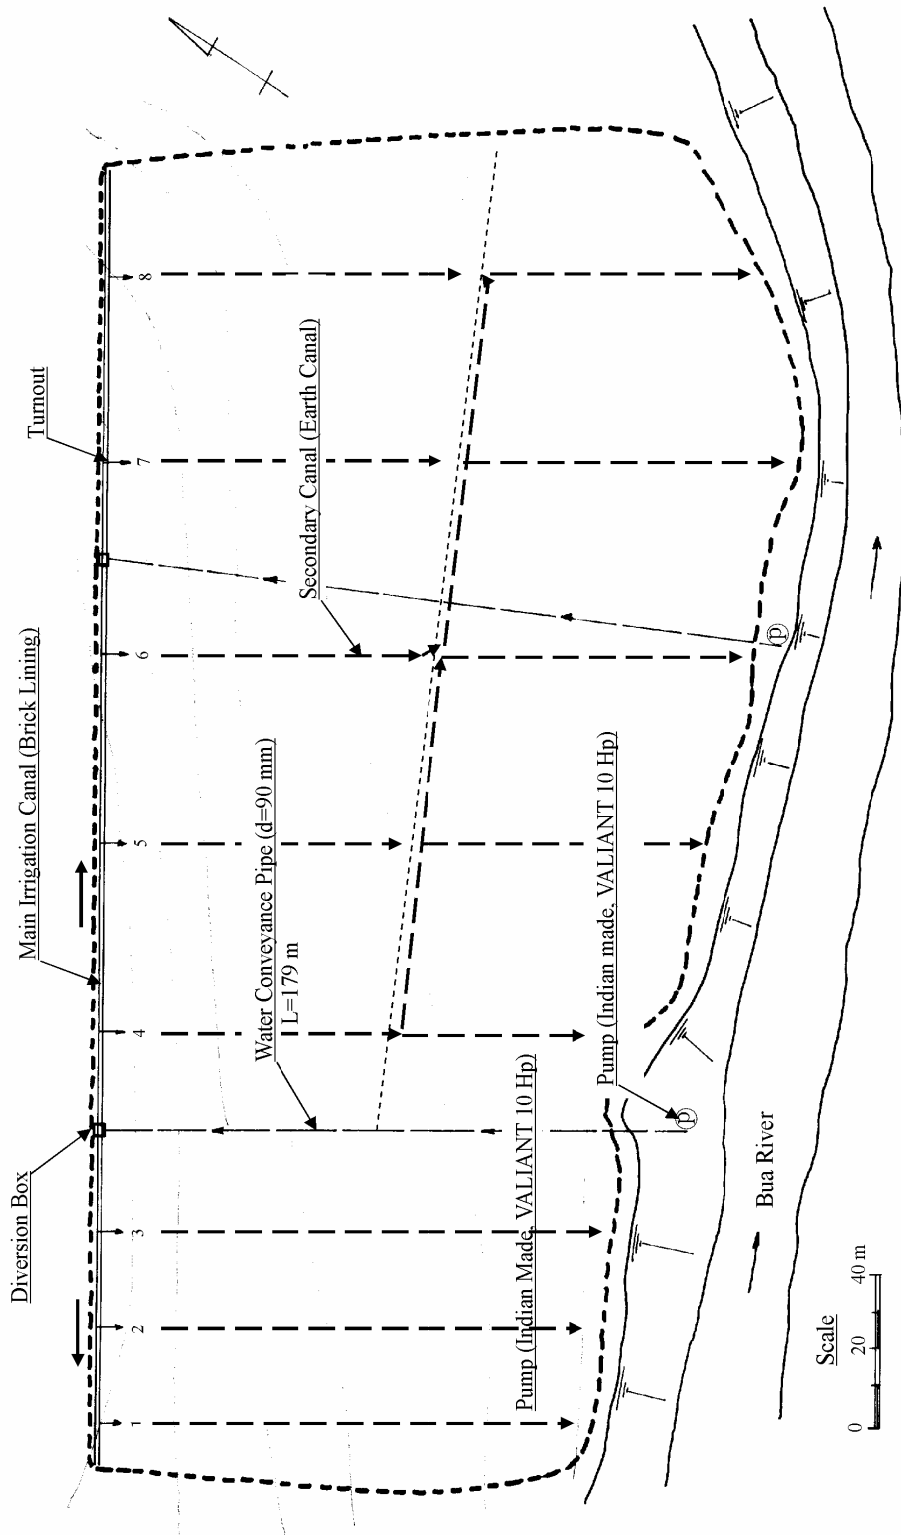 Diversion Box
Main Irrigation Canal (Brick Lining)
Turnout
1
2
3
4
5
6
7
8
Water Conveyance Pipe (d=90 mm)
L=179 m
Secondary Canal (Earth Canal)
Pump (Indian Made, VALIANT 10 Hp)
Pump (Indian made, VALIANT 10 Hp)
P
P
Bua River
Scale
0 20 40 m